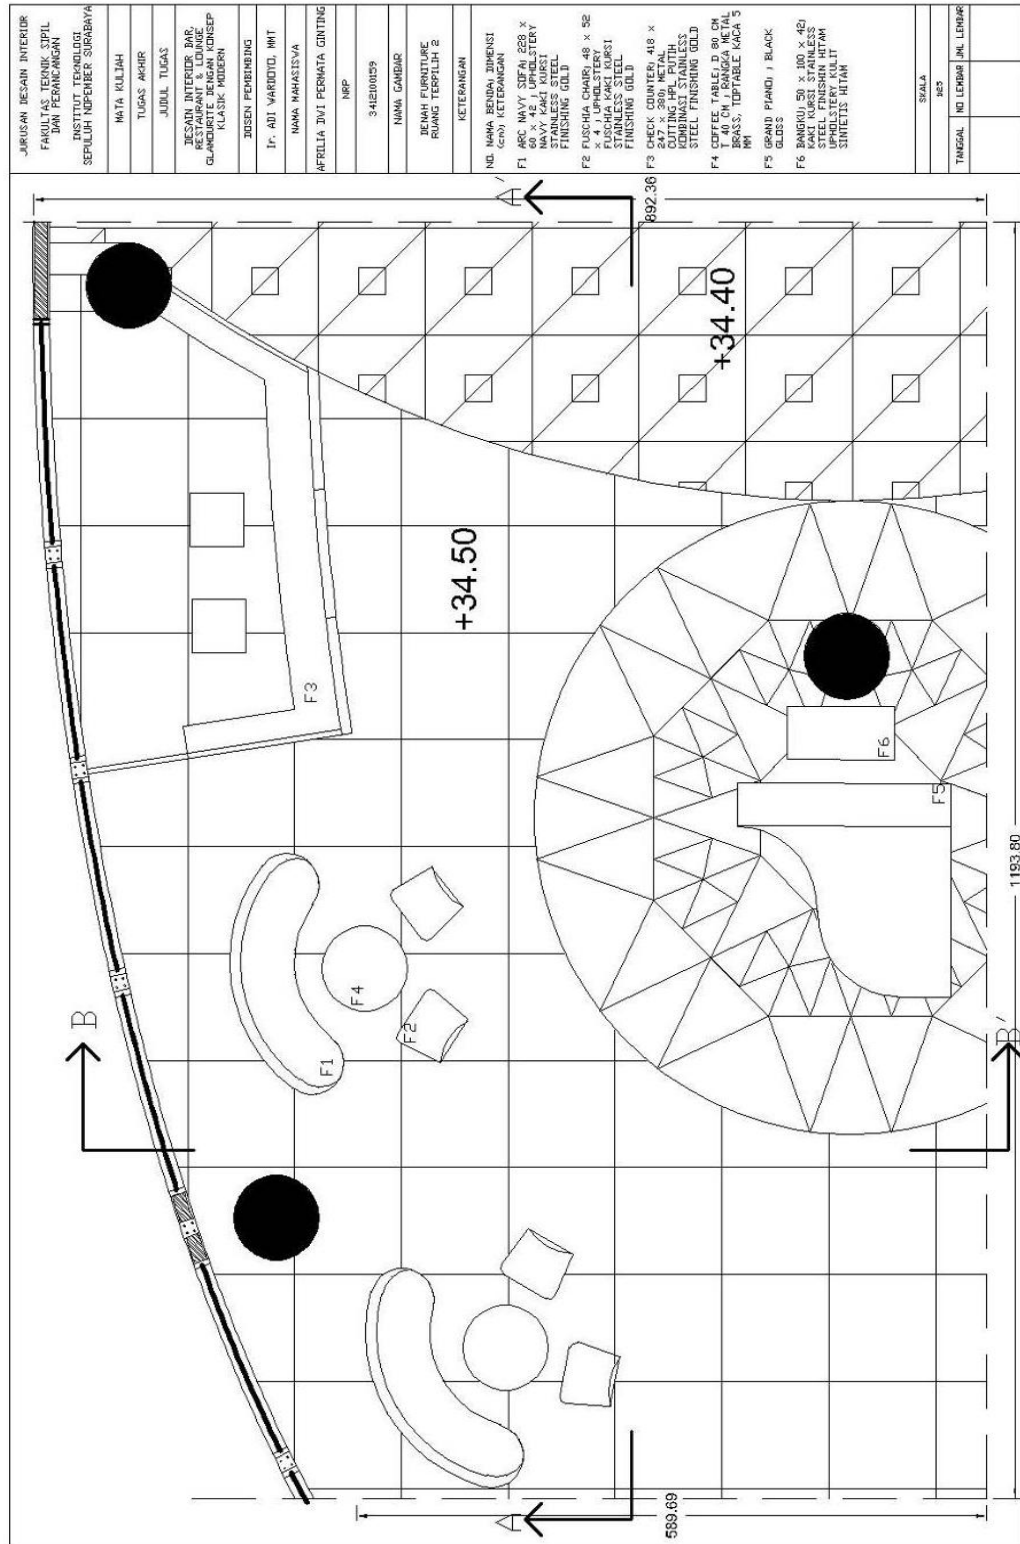 JURUSAN DESAIN INTERIOR
FAKULTAS TEKNIK SIPIL
DAN PERANCANGAN
INSTITUT TEKNOLOGI
SEPULUH NOPEMBER SURABAYA
MATA KULIAH
TUGAS AKHIR
JUDUL TUGAS
DESAIN INTERIOR BAR,
RESTAURANT & LOUNGE
GLAMOURITE DENGAN KONSEP
KLASIK MODERN
DOSEN PEMBIMBING
Ir. ADI WARDOYO, MMT
NAMA MAHASISWA
AFRILIA DWI PERMATA GINTING
NRP
3412100159
NAMA GAMBAR
DENAH FURNITURE
RUANG TERPILIH 2
KETERANGAN
NO. NAMA BENDA; DIMENSI
(cm); KETERANGAN
F1 ARC NAVY SOFA; 228 x
60 x 42 ; UPHOLSTERY
NAVY KAKI KURSI
STAINLESS STEEL
FINISHING GOLD
F2 FUSCHIA CHAIR; 48 x 52
x 4 ; UPHOLSTERY
FUSCHIA KAKI KURSI
STAINLESS STEEL
FINISHING GOLD
F3 CHECK COUNTER; 418 x
247 x 380; METAL
CUTTING HPL PUTIH
KOMBINASI STAINLESS
STEEL FINISHING GOLD
F4 COFFEE TABLE; D 80 CM
T 40 CM ; RANGKA METAL
BRASS, TOPTABLE KACA 5
MM
F5 GRAND PIANO; ; BLACK
GLOSS
F6 BANGKU; 50 x 100 x 42;
KAKI KURSI STAINLESS
STEEL FINISHIN HITAM
UPHOLSTERY KULIT
SINTETIS HITAM
SKALA
1:25
TANGGAL NO LEMBAR JML LEMBAR
A'
892.36
+34.40
+34.50
F3
F6
F5
1193.80
F4
F2
F1
B
B'
A
589.69